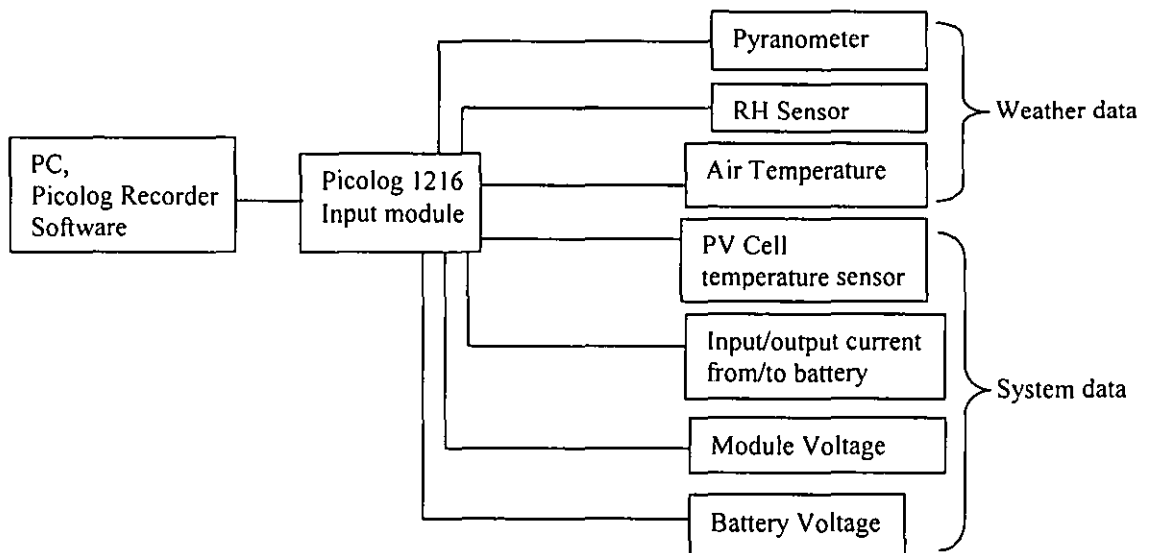 PC,
Picolog Recorder
Software
Picolog 1216
Input module
Pyranometer
RH Sensor
Air Temperature
Weather data
PV Cell
temperature sensor
Input/output current
from/to battery
Module Voltage
Battery Voltage
System data